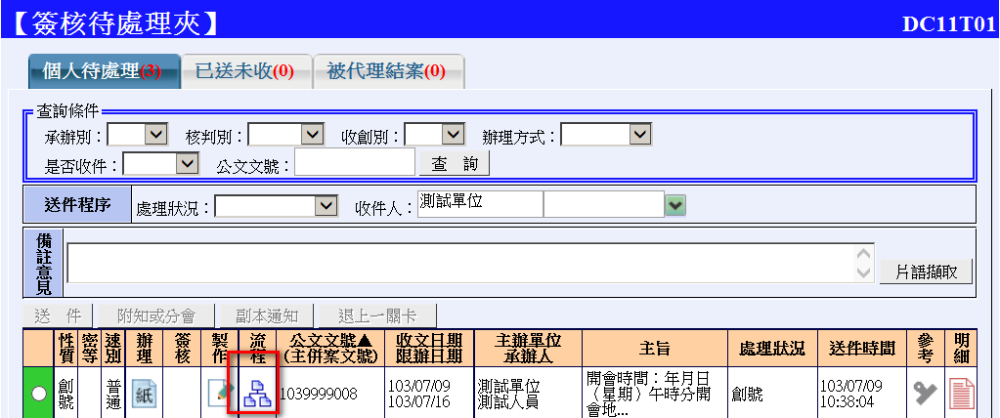 【簽核待處理夾】 DC11T01
個人待處理(3) 已送未收(0) 被代理結案(0)
查詢條件
承辦別： 核判別： 收創別： 辦理方式：
是否收件： 公文文號： 查 詢
送件程序 處理狀況： 收件人： 測試單位
備註意見 片語擷取
送 件 附知或分會 副本通知 退上一關卡
性質 密等 速別 辦理 簽核 製作 流程 公文文號▲ (主併案文號) 收文日期 限辦日期 主辦單位 承辦人 主旨 處理狀況 送件時間 參考 明細
創號 普通 紙 1039999008 103/07/09 103/07/16 測試單位 測試人員 開會時間：年月日（星期）午時分開會地... 創號 103/07/09 10:38:04